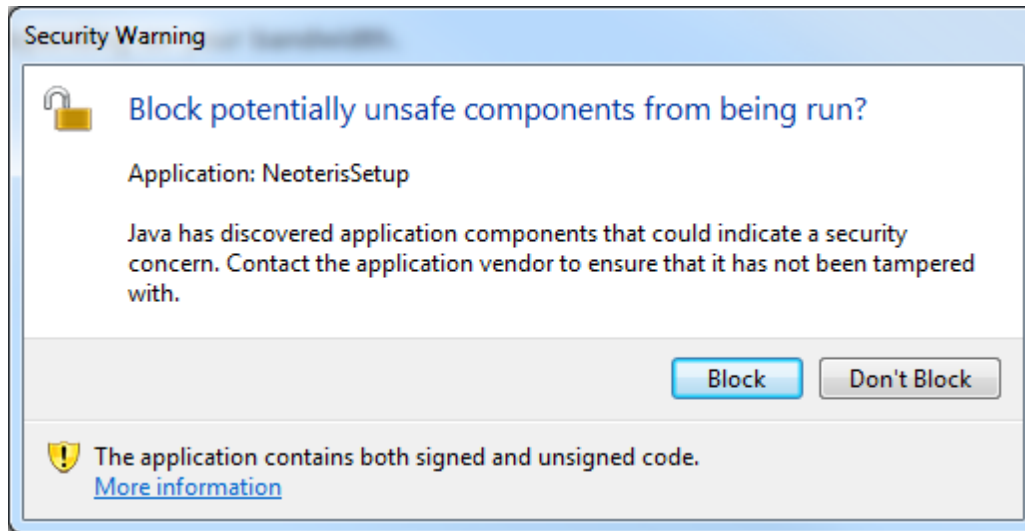 Security Warning
bandwidth.
Block potentially unsafe components from being run?
Application: NeoterisSetup
Java has discovered application components that could indicate a security
concern. Contact the application vendor to ensure that it has not been tampered
with.
Block
Don't Block
The application contains both signed and unsigned code.
More information